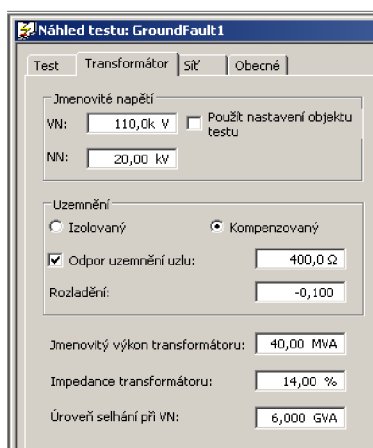 Náhled testu: GroundFault1
Test Transformátor Síť Obecné
Jmenovité napětí
VN: 110,0k V Použít nastavení objektu testu
NN: 20,00 kV
Uzemnění
Izolovaný Kompenzovaný
Odpor uzemnění uzlu: 400,0 Ω
Rozladění: -0,100
Jmenovitý výkon transformátoru: 40,00 MVA
Impedance transformátoru: 14,00 %
Úroveň selhání při VN: 6,000 GVA